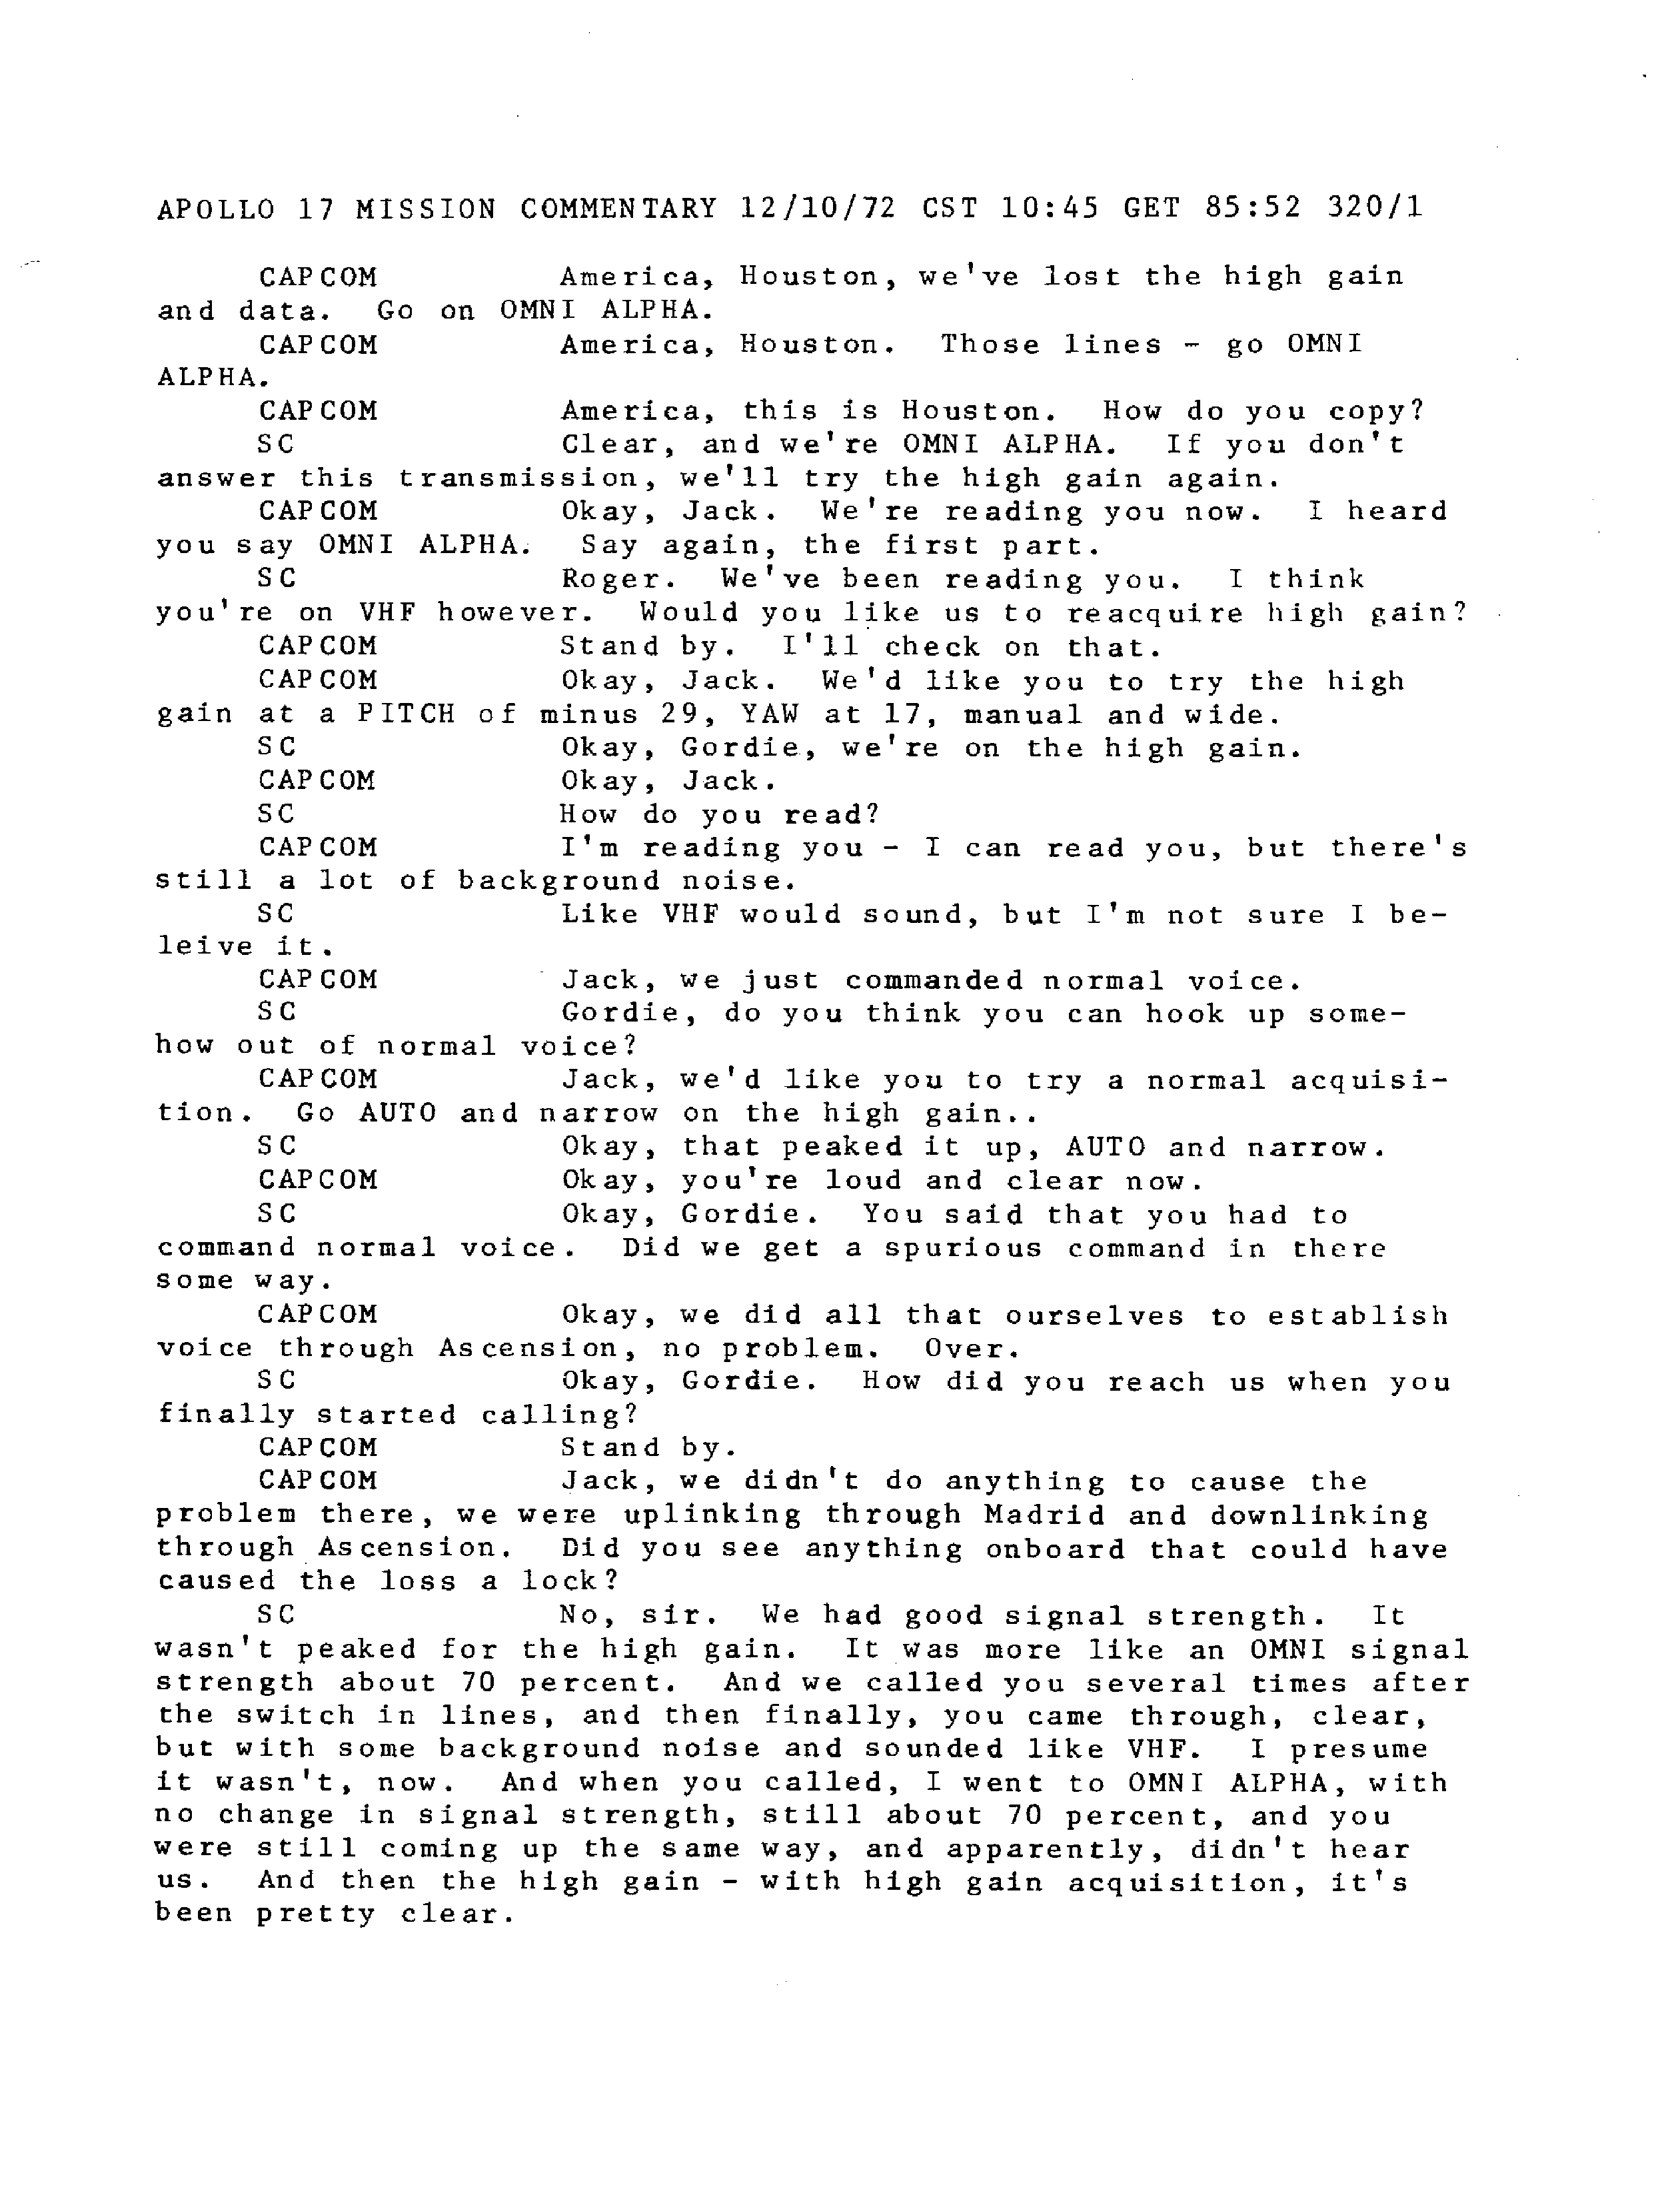 APOLLO 17 MISSION COMMENTARY 12/10/72 CST 10:45 GET 85:52 320/1
CAPCOM America, Houston, we've lost the high gain
and data. Go on OMNI ALPHA.
CAPCOM America, Houston. Those lines - go OMNI
ALPHA.
CAPCOM America, this is Houston. How do you copy?
SC Clear, and we're OMNI ALPHA. If you don't
answer this transmission, we'll try the high gain again.
CAPCOM Okay, Jack. We're reading you now. I heard
you say OMNI ALPHA. Say again, the first part.
SC Roger. We've been reading you. I think
you're on VHF however. Would you like us to reacquire high gain?
CAPCOM Stand by. I'll check on that.
CAPCOM Okay, Jack. We'd like you to try the high
gain at a PITCH of minus 29, YAW at 17, manual and wide.
SC Okay, Gordie, we're on the high gain.
CAPCOM Okay, Jack.
SC How do you read?
CAPCOM I'm reading you - I can read you, but there's
still a lot of background noise.
SC Like VHF would sound, but I'm not sure I be-
leive it.
CAPCOM Jack, we just commanded normal voice.
SC Gordie, do you think you can hook up some-
how out of normal voice?
CAPCOM Jack, we'd like you to try a normal acquisi-
tion. Go AUTO and narrow on the high gain..
SC Okay, that peaked it up, AUTO and narrow.
CAPCOM Okay, you're loud and clear now.
SC Okay, Gordie. You said that you had to
command normal voice. Did we get a spurious command in there
some way.
CAPCOM Okay, we did all that ourselves to establish
voice through Ascension, no problem. Over.
SC Okay, Gordie. How did you reach us when you
finally started calling?
CAPCOM Stand by.
CAPCOM Jack, we didn't do anything to cause the
problem there, we were uplinking through Madrid and downlinking
through Ascension. Did you see anything onboard that could have
caused the loss a lock?
SC No, sir. We had good signal strength. It
wasn't peaked for the high gain. It was more like an OMNI signal
strength about 70 percent. And we called you several times after
the switch in lines, and then finally, you came through, clear,
but with some background noise and sounded like VHF. I presume
it wasn't, now. And when you called, I went to OMNI ALPHA, with
no change in signal strength, still about 70 percent, and you
were still coming up the same way, and apparently, didn't hear
us. And then the high gain - with high gain acquisition, it's
been pretty clear.